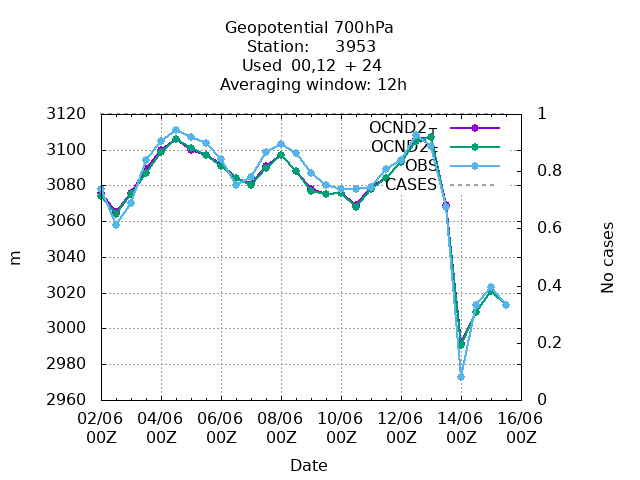 Geopotential 700hPa
Station: 3953
Used 00,12 + 24
Averaging window: 12h
3120
3100
3080
3060
3040
3020
3000
2980
2960
m
1
0.8
0.6
0.4
0.2
0
No cases
OCND2
OCND2
OBS
CASES
02/06 04/06 06/06 08/06 10/06 12/06 14/06 16/06
00Z 00Z 00Z 00Z 00Z 00Z 00Z 00Z
Date